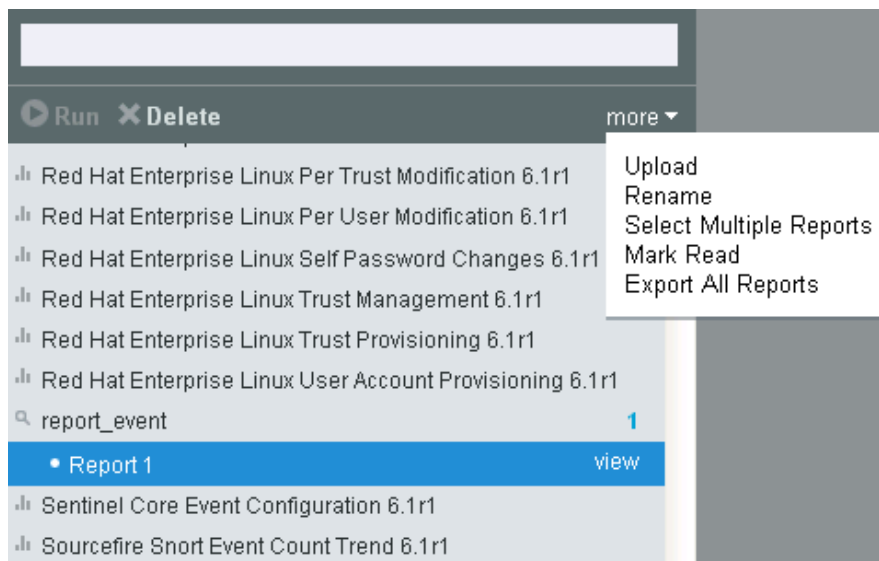 Run Delete more
Upload
Rename
Select Multiple Reports
Mark Read
Export All Reports
Red Hat Enterprise Linux Per Trust Modification 6.1r1
Red Hat Enterprise Linux Per User Modification 6.1r1
Red Hat Enterprise Linux Self Password Changes 6.1r1
Red Hat Enterprise Linux Trust Management 6.1r1
Red Hat Enterprise Linux Trust Provisioning 6.1r1
Red Hat Enterprise Linux User Account Provisioning 6.1r1
report_event 1
Report 1 view
Sentinel Core Event Configuration 6.1r1
Sourcefire Snort Event Count Trend 6.1r1